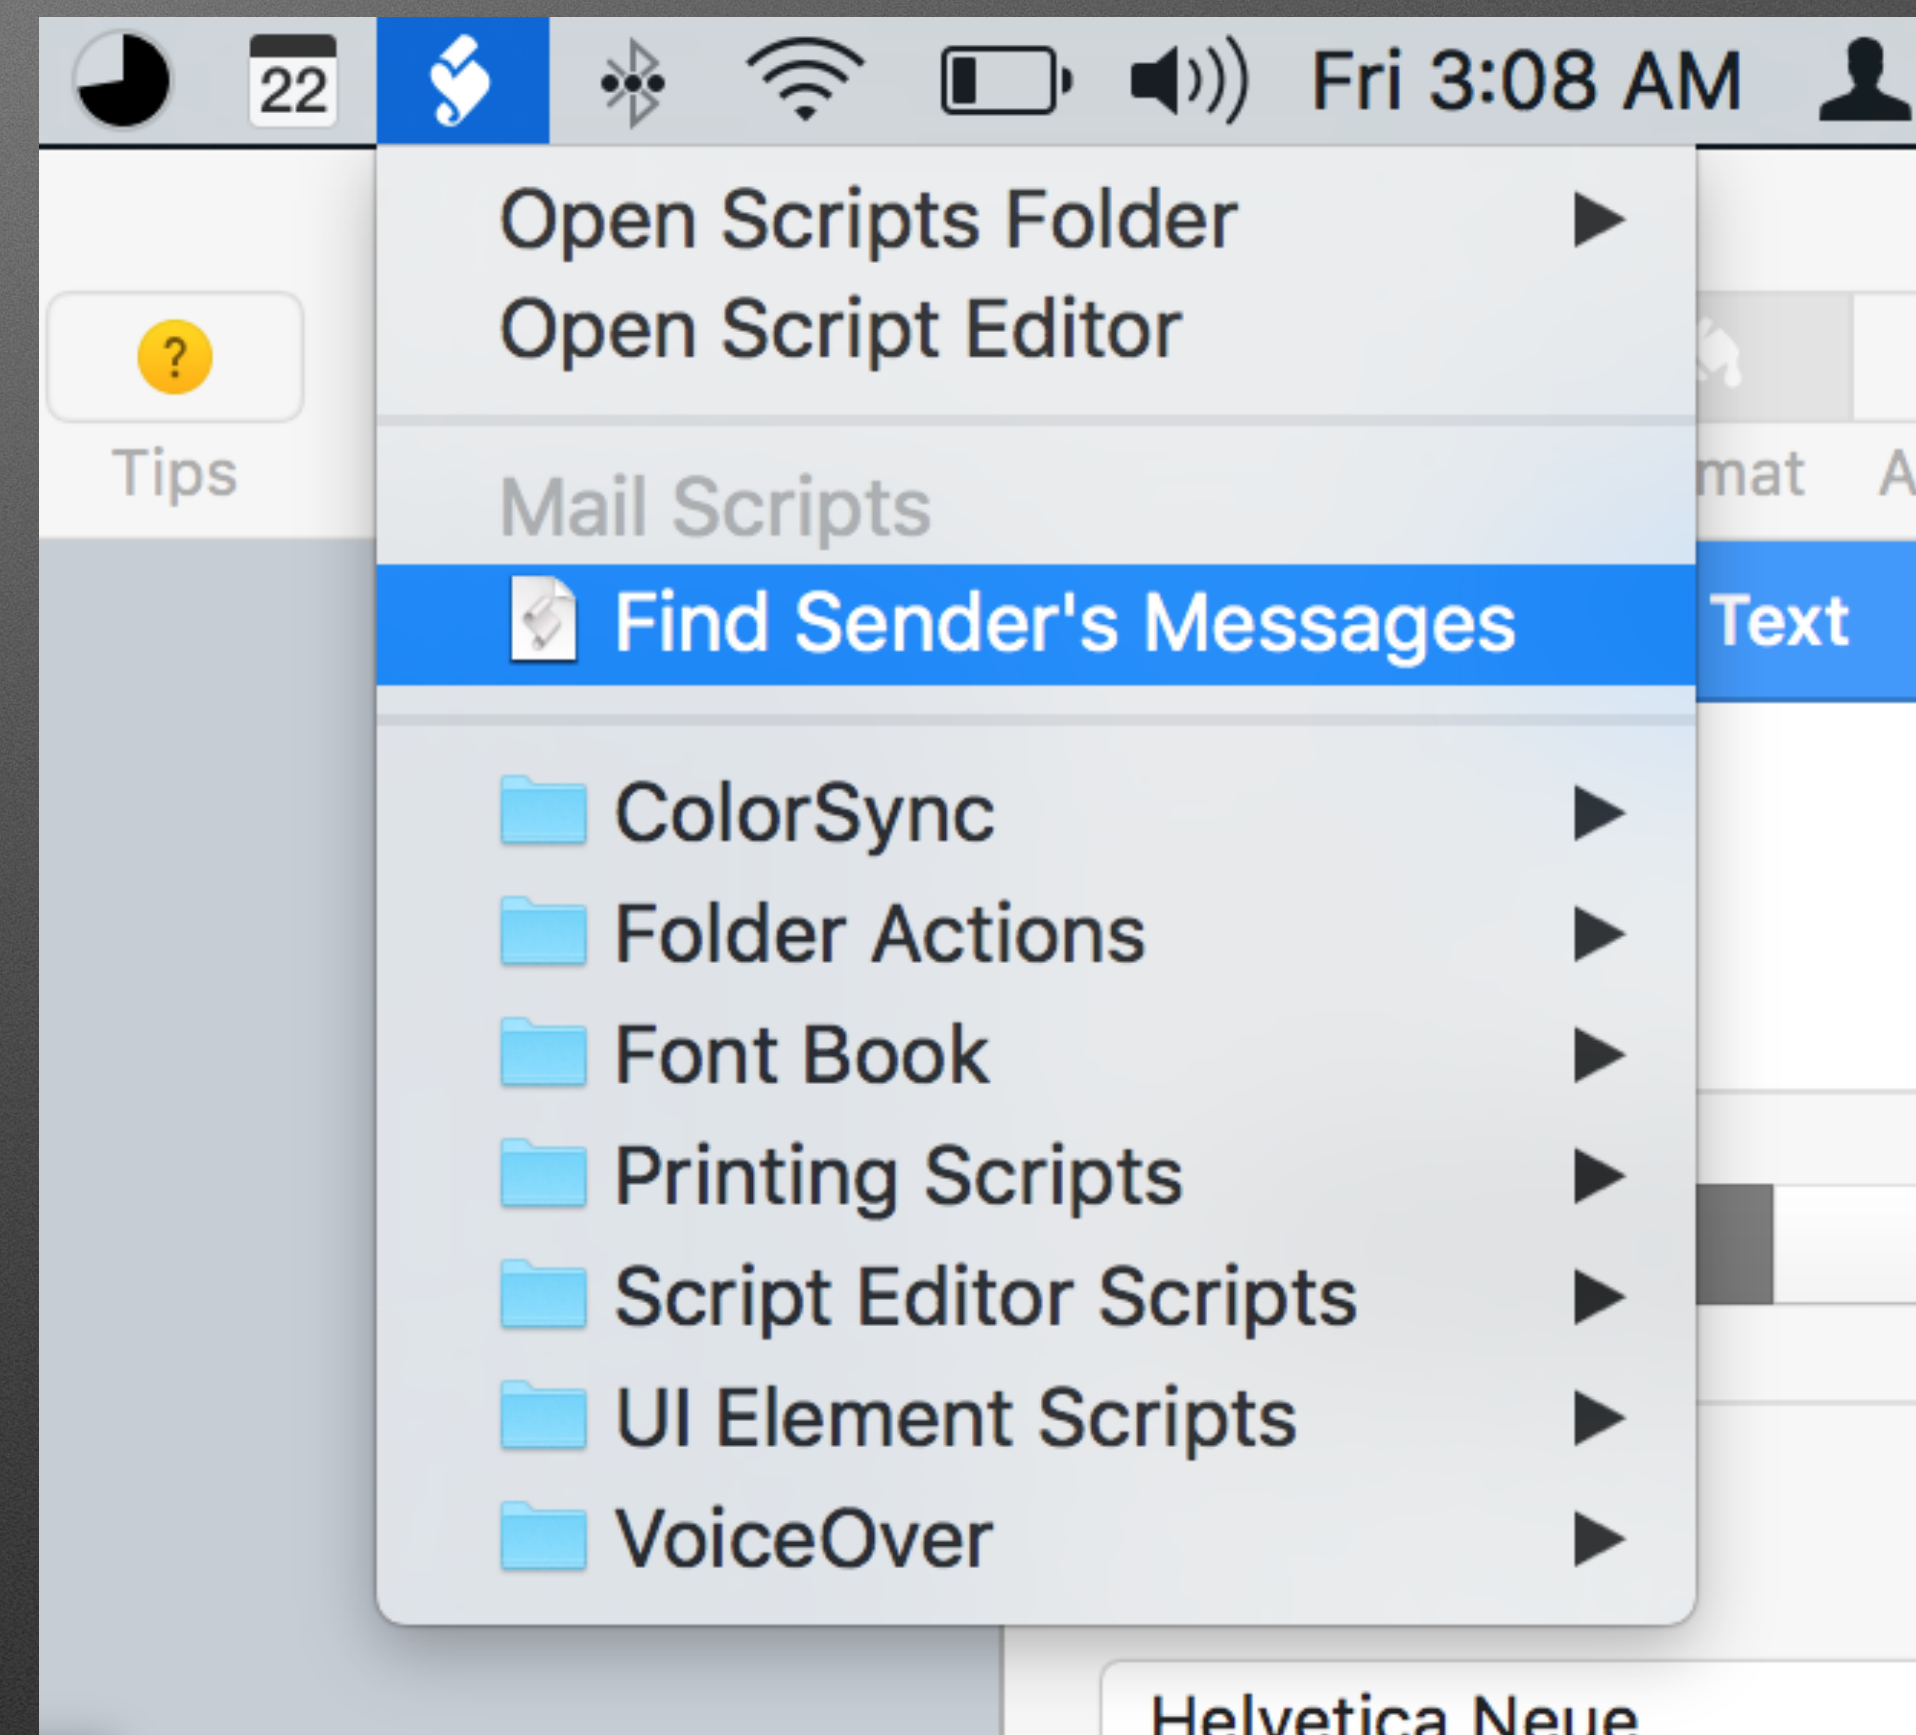 22
Fri 3:08 AM
Open Scripts Folder
Open Script Editor
?
Tips
mat
A
Mail Scripts
Find Sender's Messages
Text
ColorSync
Folder Actions
Font Book
Printing Scripts
Script Editor Scripts
UI Element Scripts
VoiceOver
Helvetica Neue